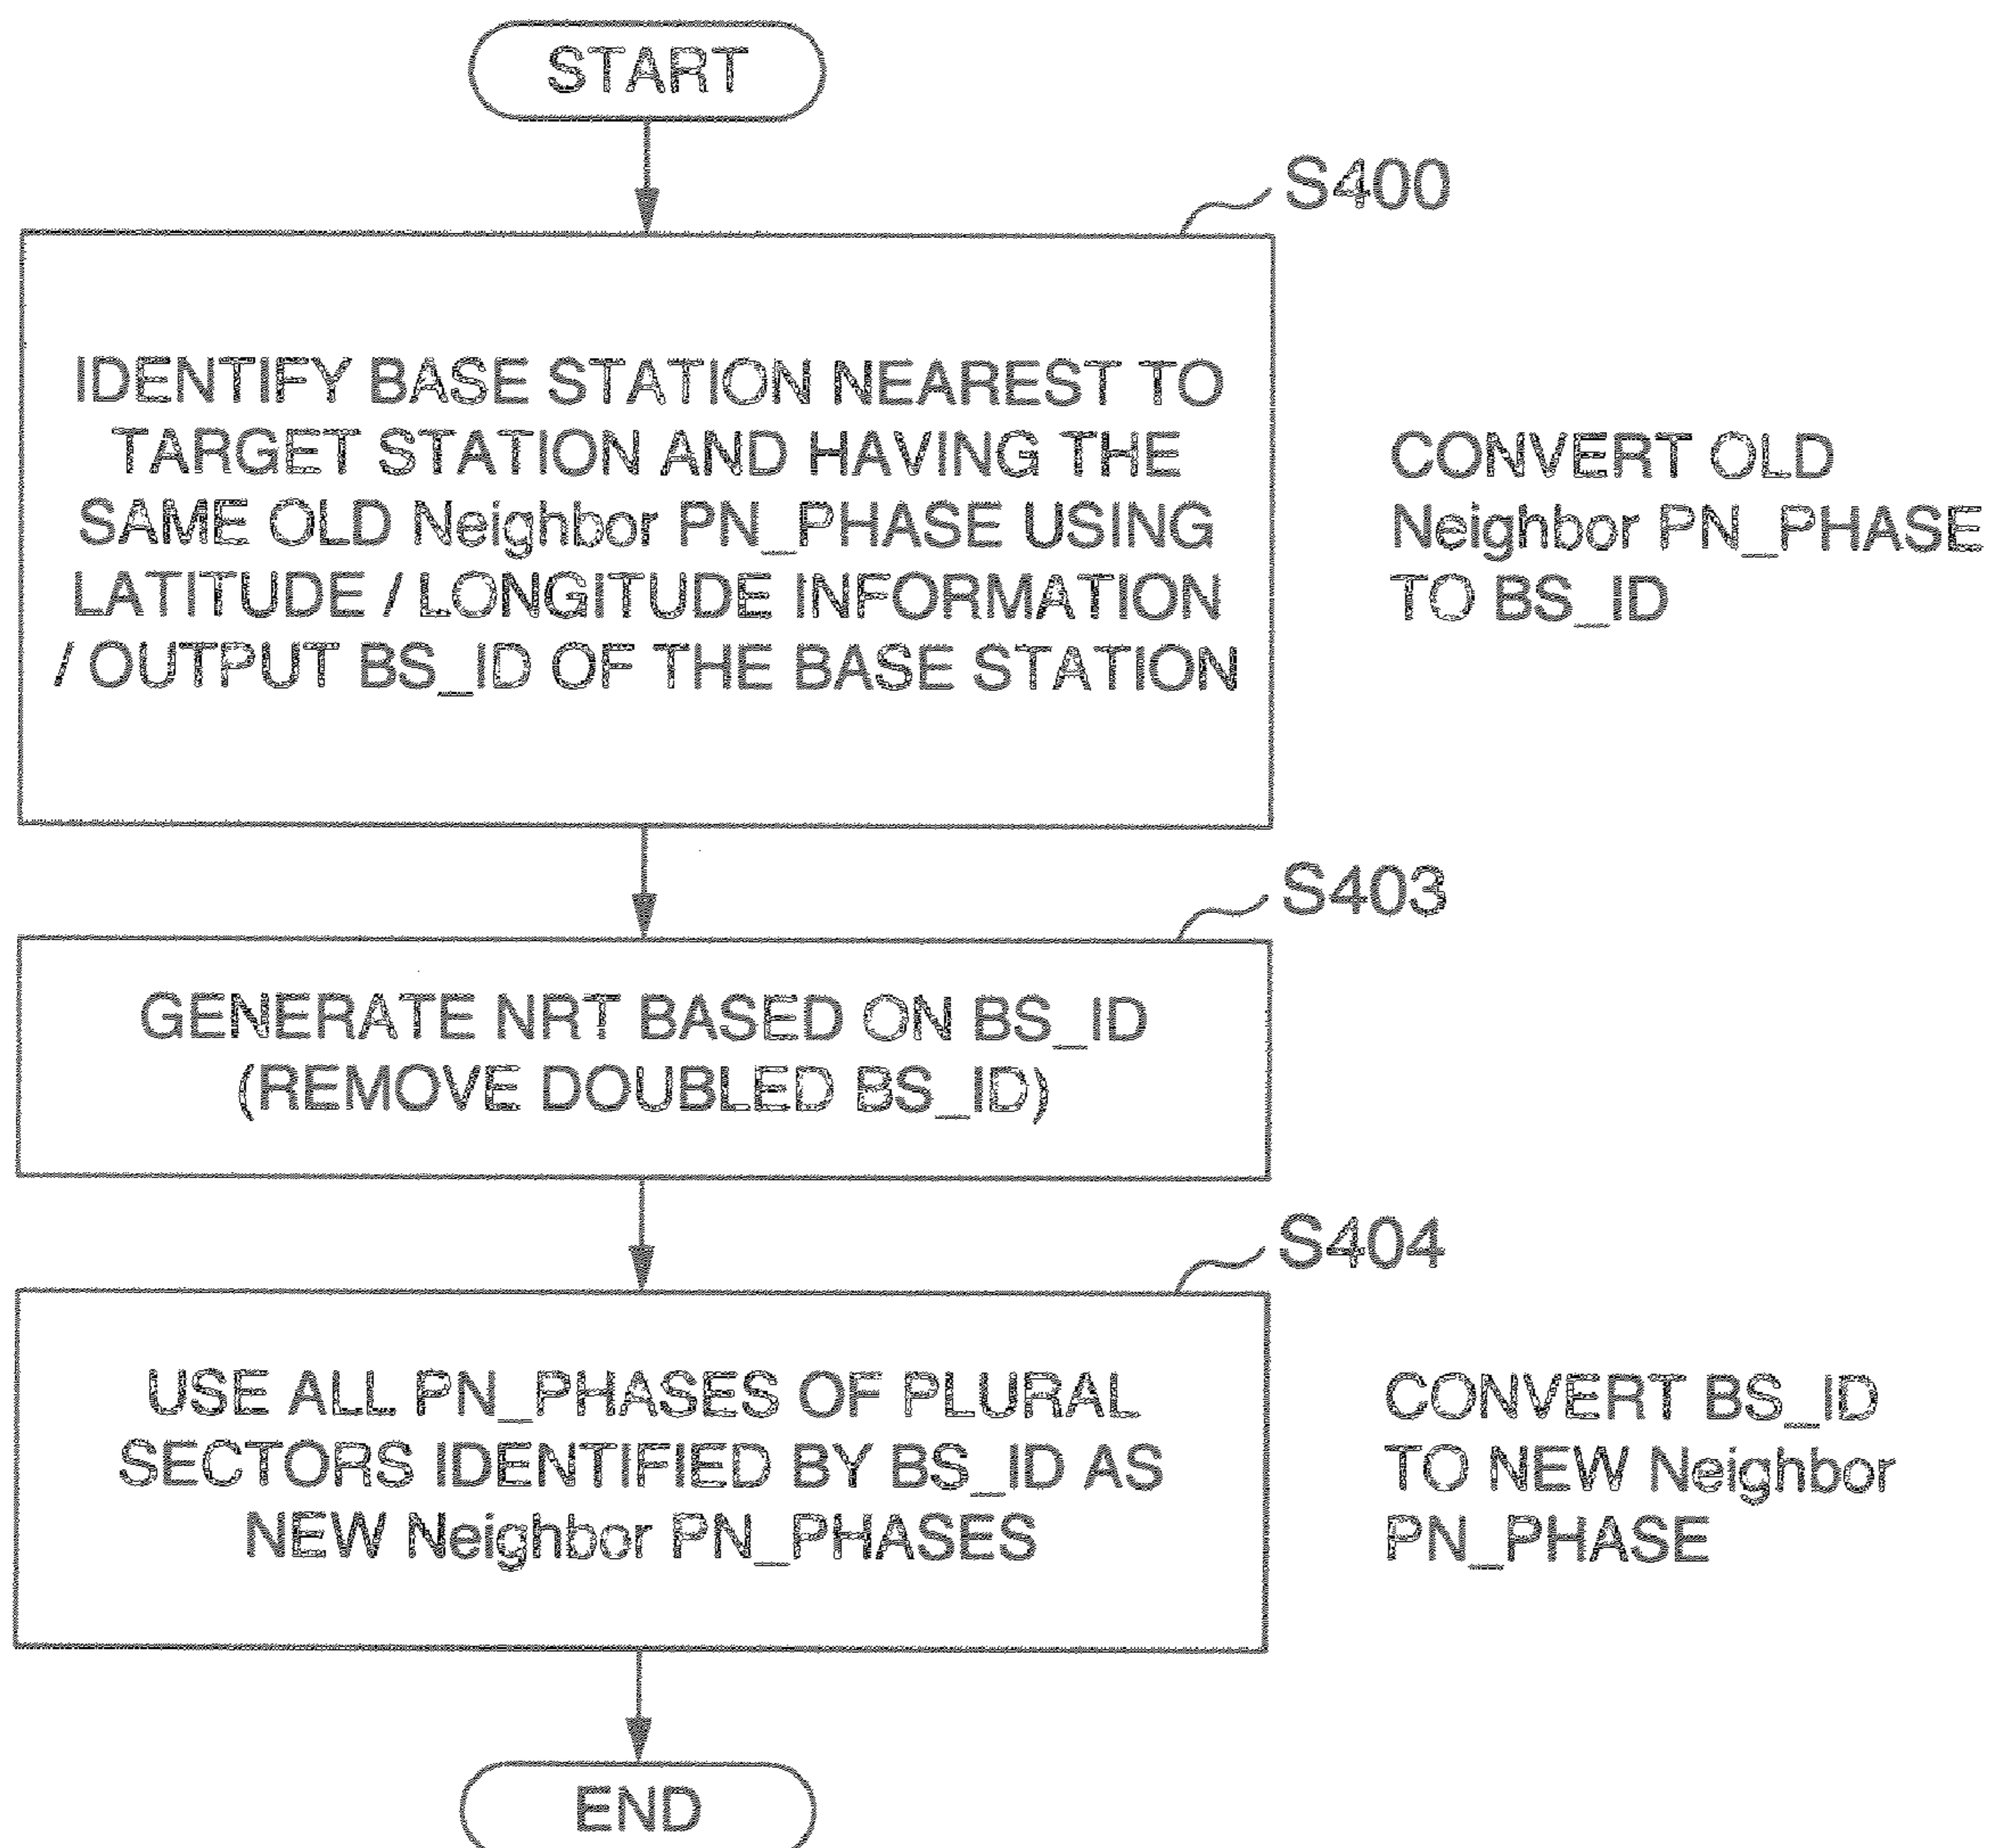 START
S400
IDENTIFY BASE STATION NEAREST TO
TARGET STATION AND HAVING THE
SAME OLD Neighbor PN_PHASE USING
LATITUDE / LONGITUDE INFORMATION
/ OUTPUT BS_ID OF THE BASE STATION
CONVERT OLD
Neighbor PN_PHASE
TO BS_ID
S403
GENERATE NRT BASED ON BS_ID
(REMOVE DOUBLED BS_ID)
S404
USE ALL PN_PHASES OF PLURAL
SECTORS IDENTIFIED BY BS_ID AS
NEW Neighbor PN_PHASES
CONVERT BS_ID
TO NEW Neighbor
PN_PHASE
END